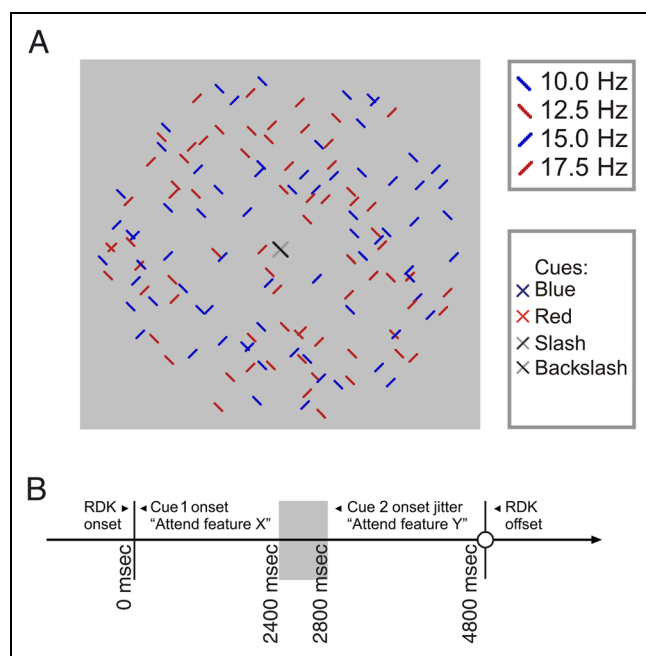 A
10.0 Hz
12.5 Hz
15.0 Hz
17.5 Hz
Cues:
Blue
Red
Slash
Backslash
B
RDK ► ◄ Cue 1 onset ◄ Cue 2 onset jitter ◄ RDK
onset "Attend feature X" "Attend feature Y" offset
0 msec 2400 msec 2800 msec 4800 msec